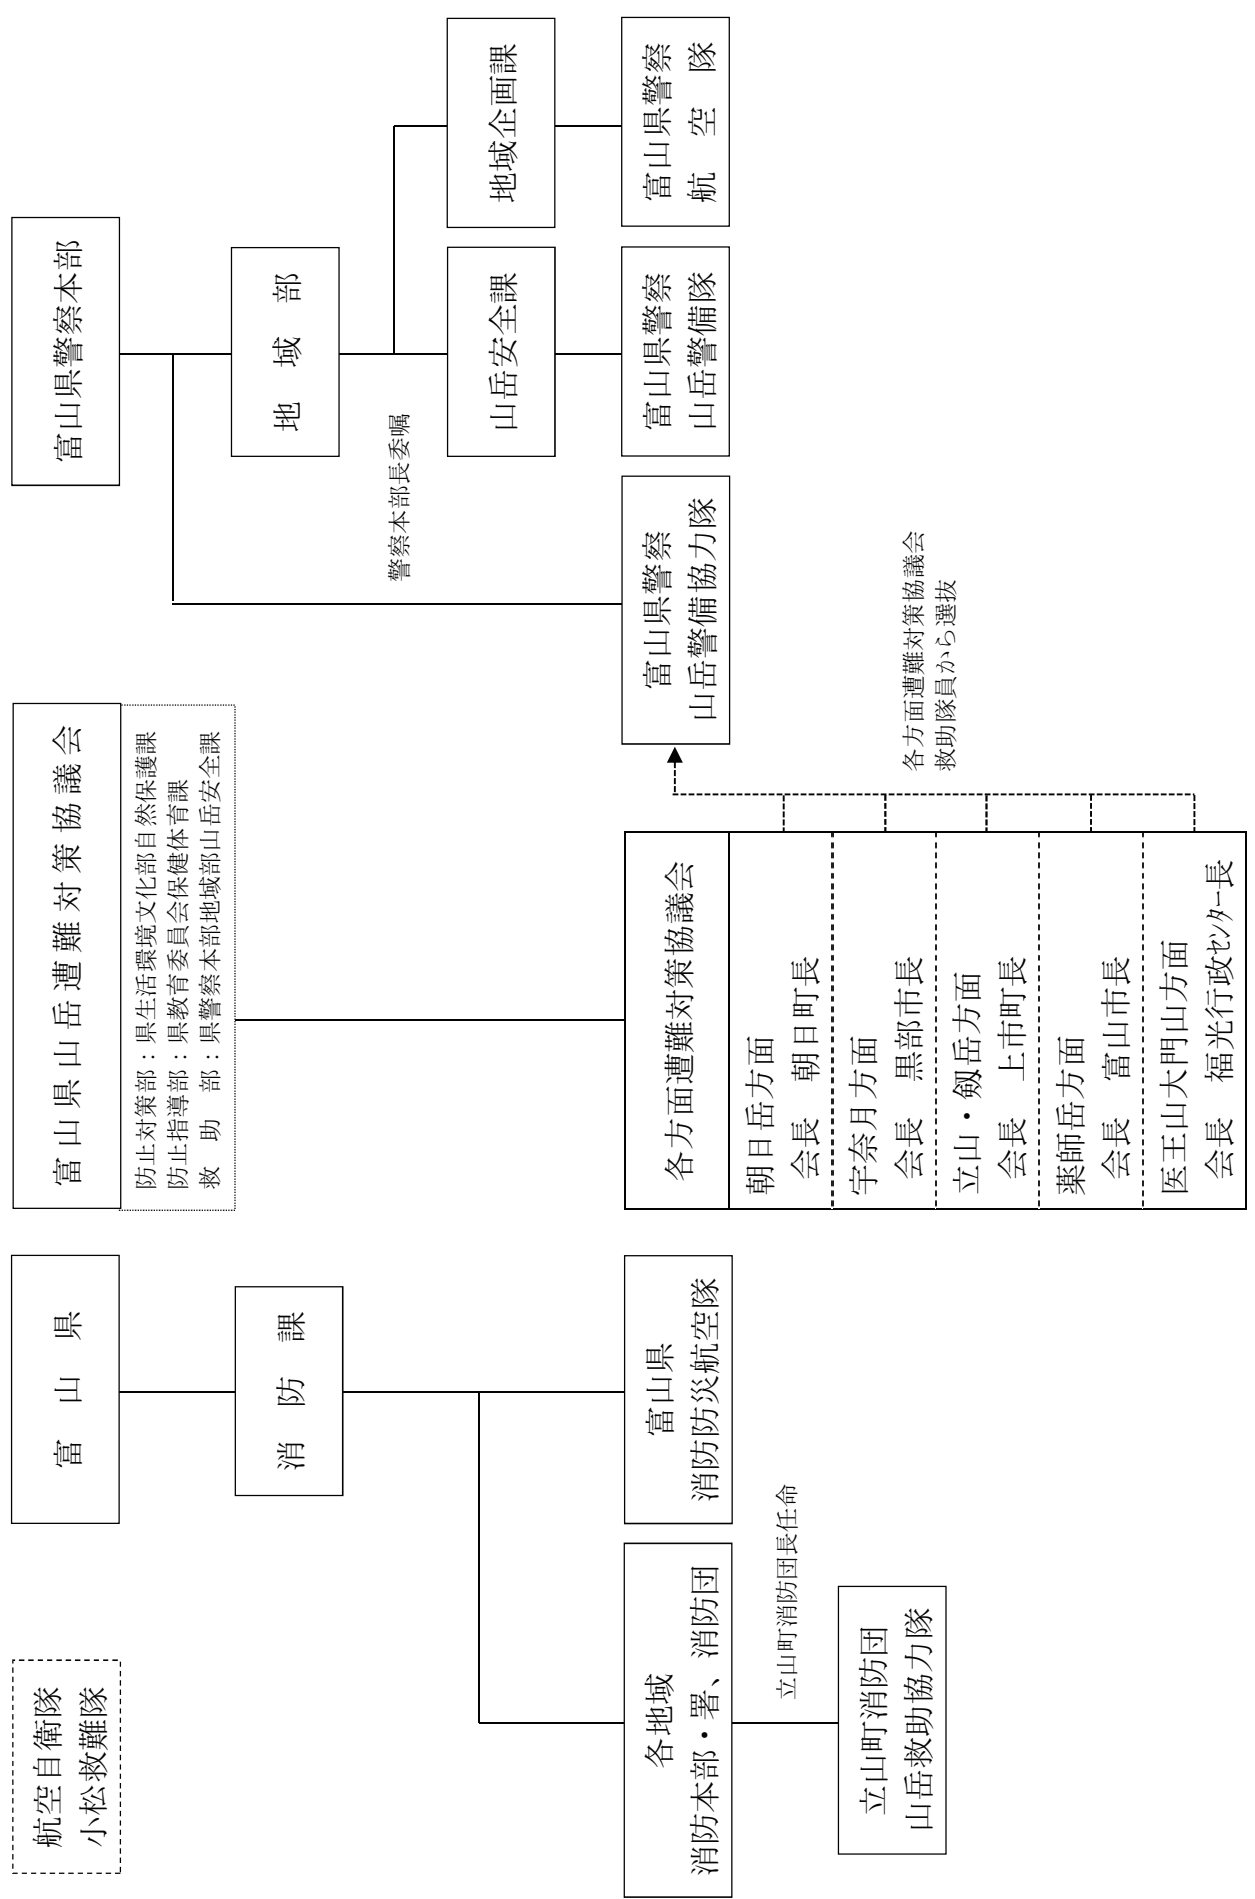 航空自衛隊
小松救難隊
富山県
消防課
各地域
消防本部・署、消防団
富山県
消防防災航空隊
立山町消防団長任命
立山町消防団
山岳救助協力隊
富山県山岳遭難対策協議会
防止対策部：県生活環境文化部自然保護課
防止指導部：県教育委員会保健体育課
救助部：県警察本部地域部山岳安全課
各方面遭難対策協議会
朝日岳方面
会長　朝日町長
宇奈月方面
会長　黒部市長
立山・剱岳方面
会長　上市町長
薬師岳方面
会長　富山市長
医王山大門山方面
会長　福光行政ｾﾝﾀｰ長
各方面遭難対策協議会
救助隊員から選抜
富山県警察本部
地域部
警察本部長委嘱
山岳安全課
地域企画課
富山県警察
山岳警備協力隊
富山県警察
山岳警備隊
富山県警察
航空隊